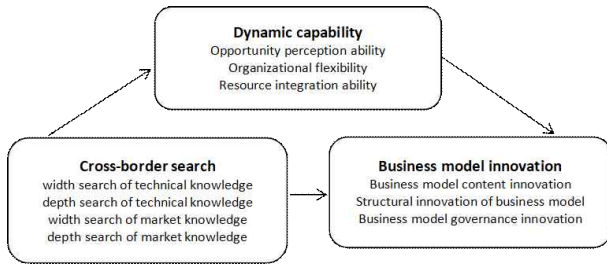 Dynamic capability
Opportunity perception ability
Organizational flexibility
Resource integration ability
Cross-border search
width search of technical knowledge
depth search of technical knowledge
width search of market knowledge
depth search of market knowledge
Business model innovation
Business model content innovation
Structural innovation of business model
Business model governance innovation